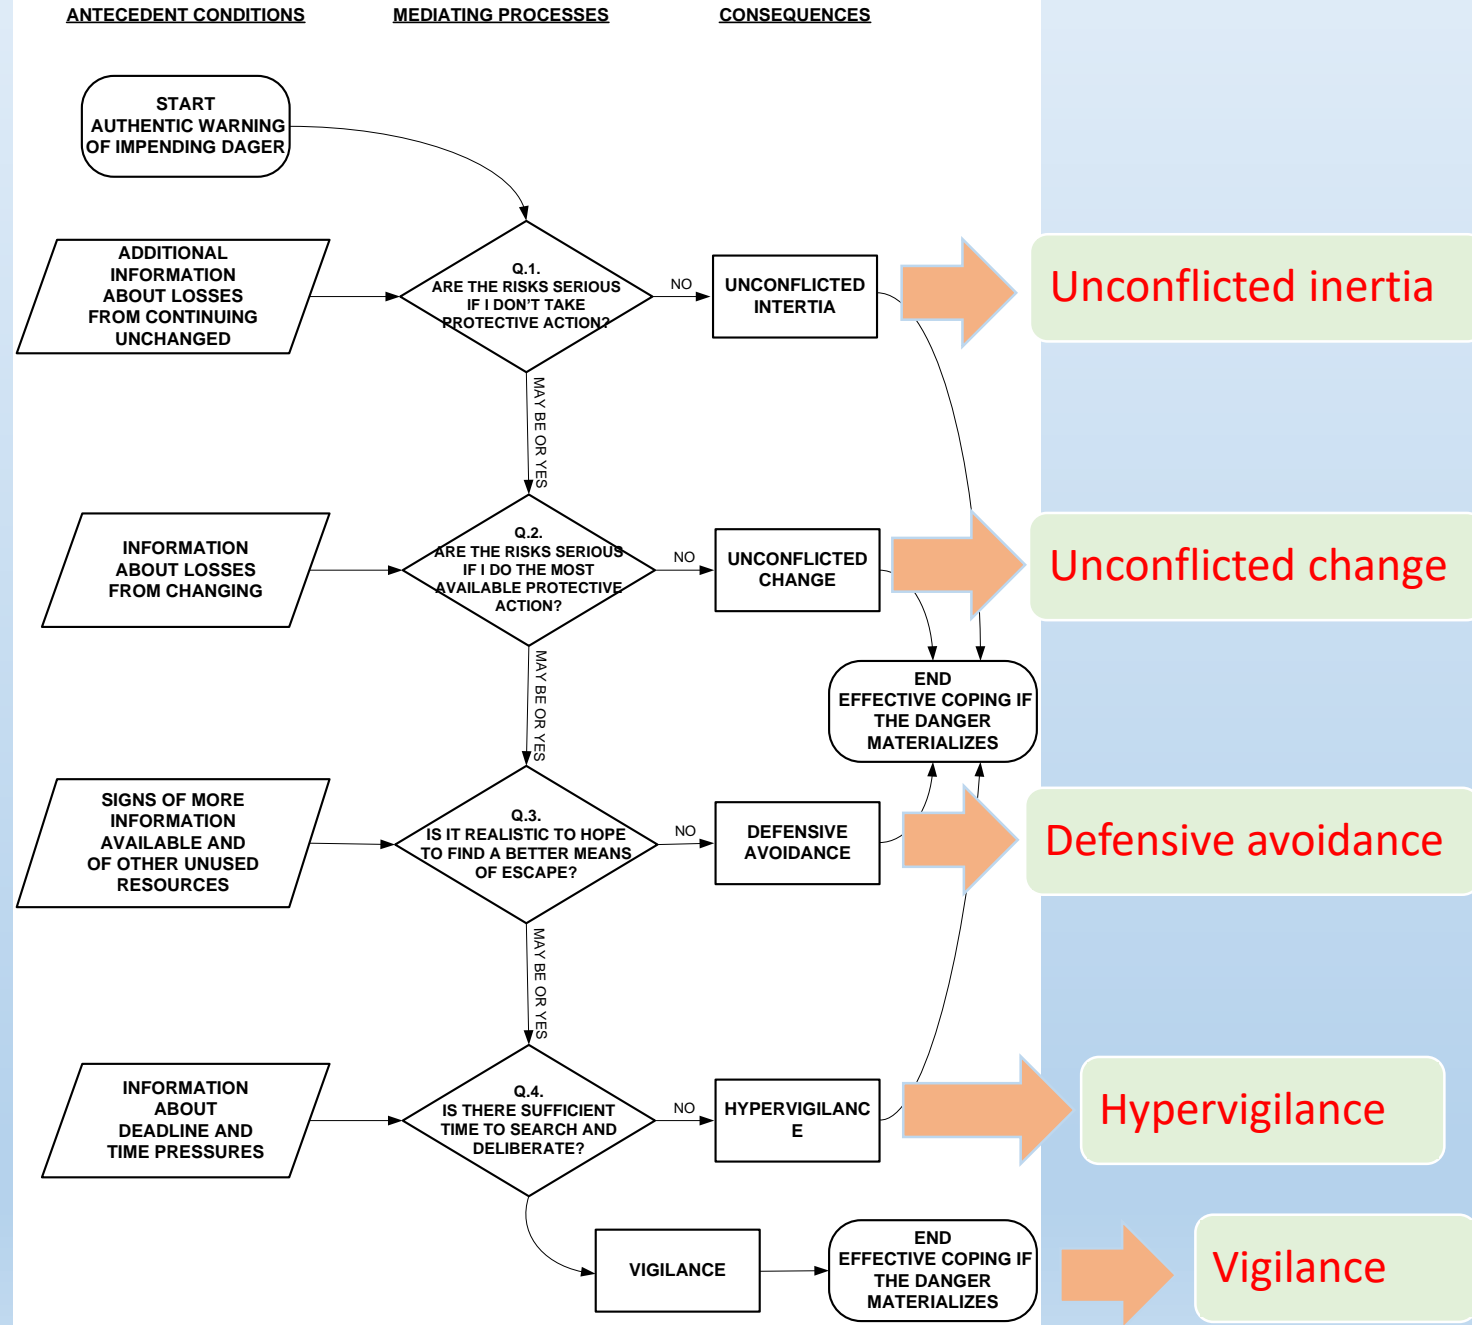 ANTECEDENT CONDITIONS
MEDIATING PROCESSES
CONSEQUENCES
START
AUTHENTIC WARNING
OF IMPENDING DAGER
ADDITIONAL
INFORMATION
ABOUT LOSSES
FROM CONTINUING
UNCHANGED
Q.1.
ARE THE RISKS SERIOUS
IF I DON'T TAKE
PROTECTIVE ACTION?
NO
UNCONFLICTED
INTERTIA
Unconflicted inertia
MAY BE OR YES
INFORMATION
ABOUT LOSSES
FROM CHANGING
Q.2.
ARE THE RISKS SERIOUS
IF I DO THE MOST
AVAILABLE PROTECTIVE
ACTION?
NO
UNCONFLICTED
CHANGE
Unconflicted change
MAY BE OR YES
END
EFFECTIVE COPING IF
THE DANGER
MATERIALIZES
SIGNS OF MORE
INFORMATION
AVAILABLE AND
OF OTHER UNUSED
RESOURCES
Q.3.
IS IT REALISTIC TO HOPE
TO FIND A BETTER MEANS
OF ESCAPE?
NO
DEFENSIVE
AVOIDANCE
Defensive avoidance
MAY BE OR YES
INFORMATION
ABOUT
DEADLINE AND
TIME PRESSURES
Q.4.
IS THERE SUFFICIENT
TIME TO SEARCH AND
DELIBERATE?
NO
HYPERVIGILANC
E
Hypervigilance
VIGILANCE
END
EFFECTIVE COPING IF
THE DANGER
MATERIALIZES
Vigilance